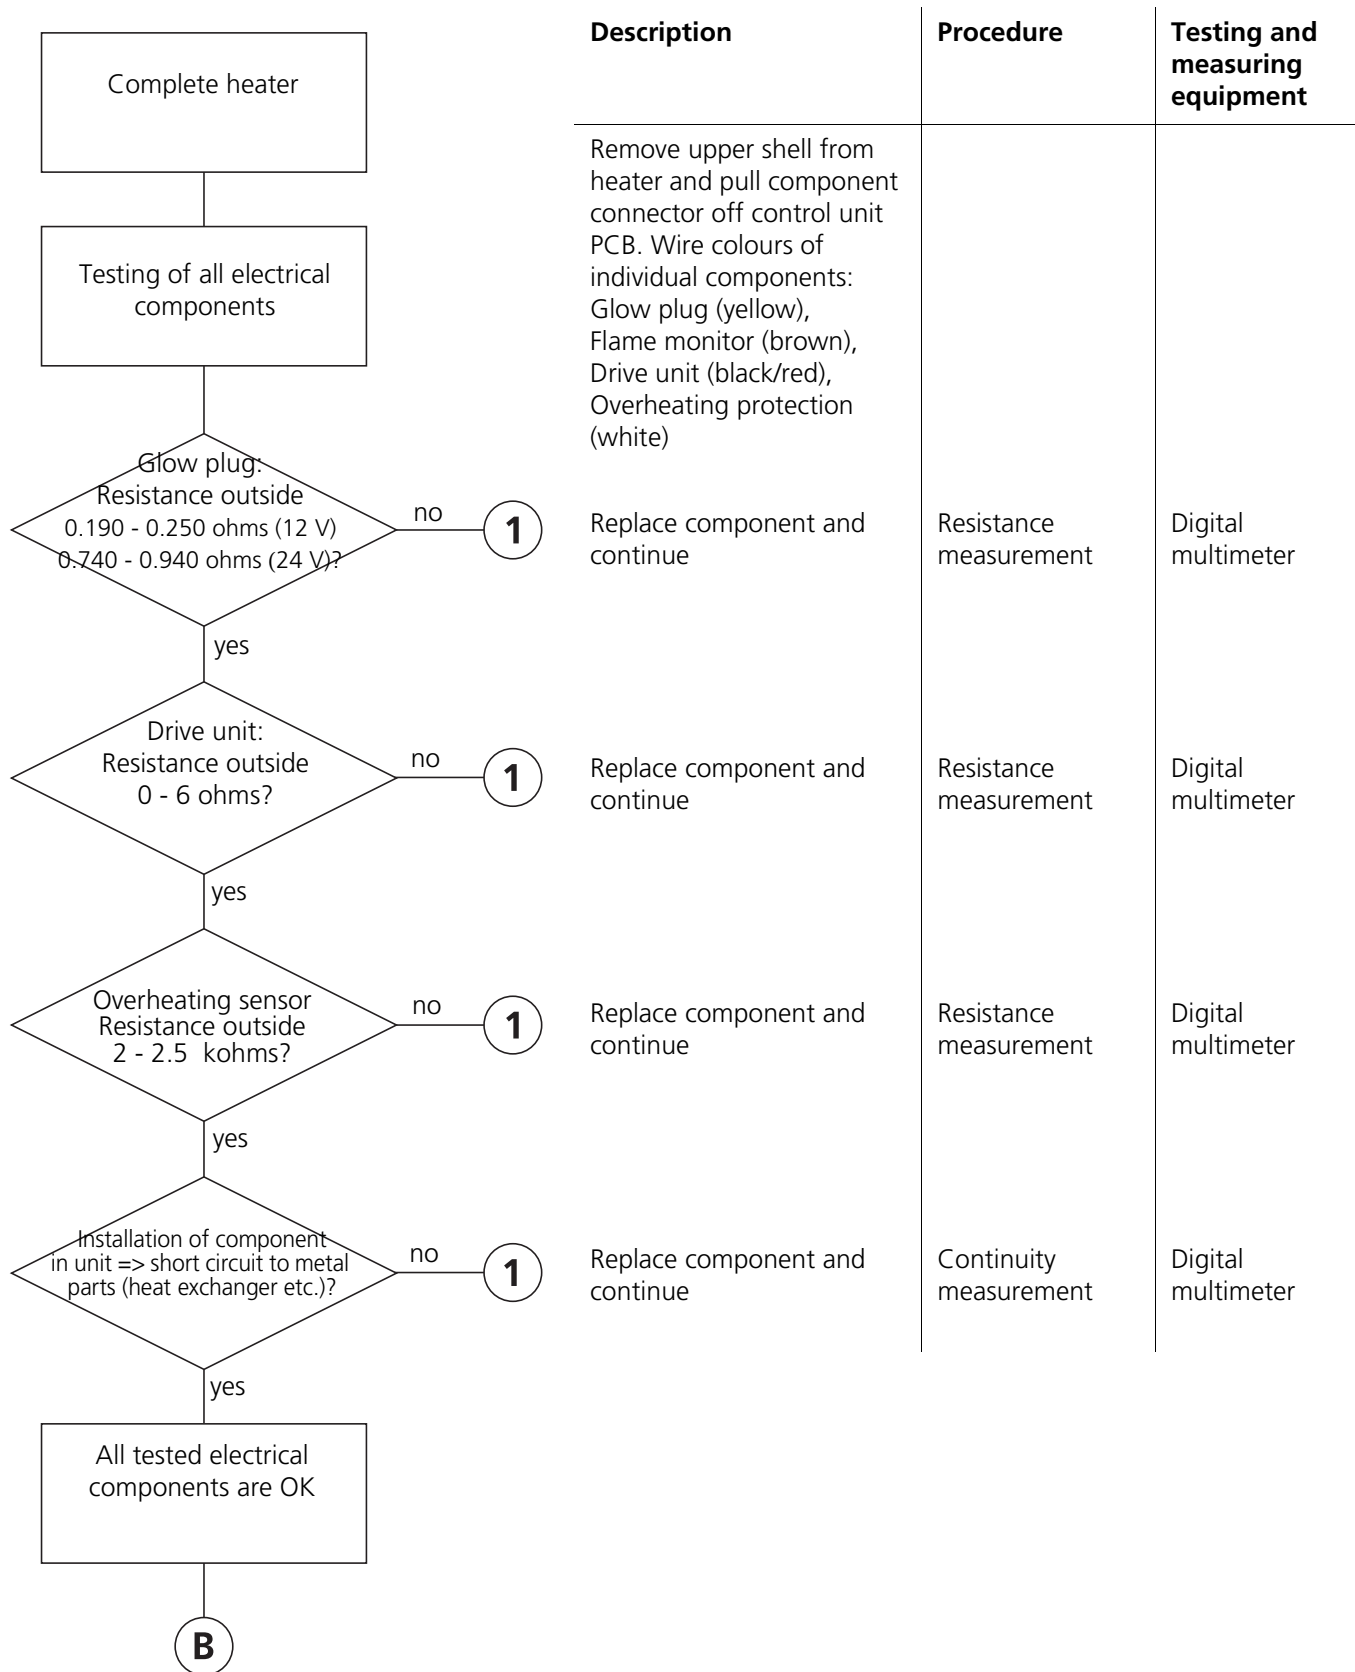 Complete heater
Testing of all electrical
components
Glow plug:
Resistance outside
0.190 - 0.250 ohms (12 V)
0.740 - 0.940 ohms (24 V)?
no
1
yes
Drive unit:
Resistance outside
0 - 6 ohms?
no
1
yes
Overheating sensor
Resistance outside
2 - 2.5 kohms?
no
1
yes
Installation of component
in unit => short circuit to metal
parts (heat exchanger etc.)?
no
1
yes
All tested electrical
components are OK
B
Description
Procedure
Testing and
measuring
equipment
Remove upper shell from
heater and pull component
connector off control unit
PCB. Wire colours of
individual components:
Glow plug (yellow),
Flame monitor (brown),
Drive unit (black/red),
Overheating protection
(white)
Replace component and
continue
Resistance
measurement
Digital
multimeter
Replace component and
continue
Resistance
measurement
Digital
multimeter
Replace component and
continue
Resistance
measurement
Digital
multimeter
Replace component and
continue
Continuity
measurement
Digital
multimeter